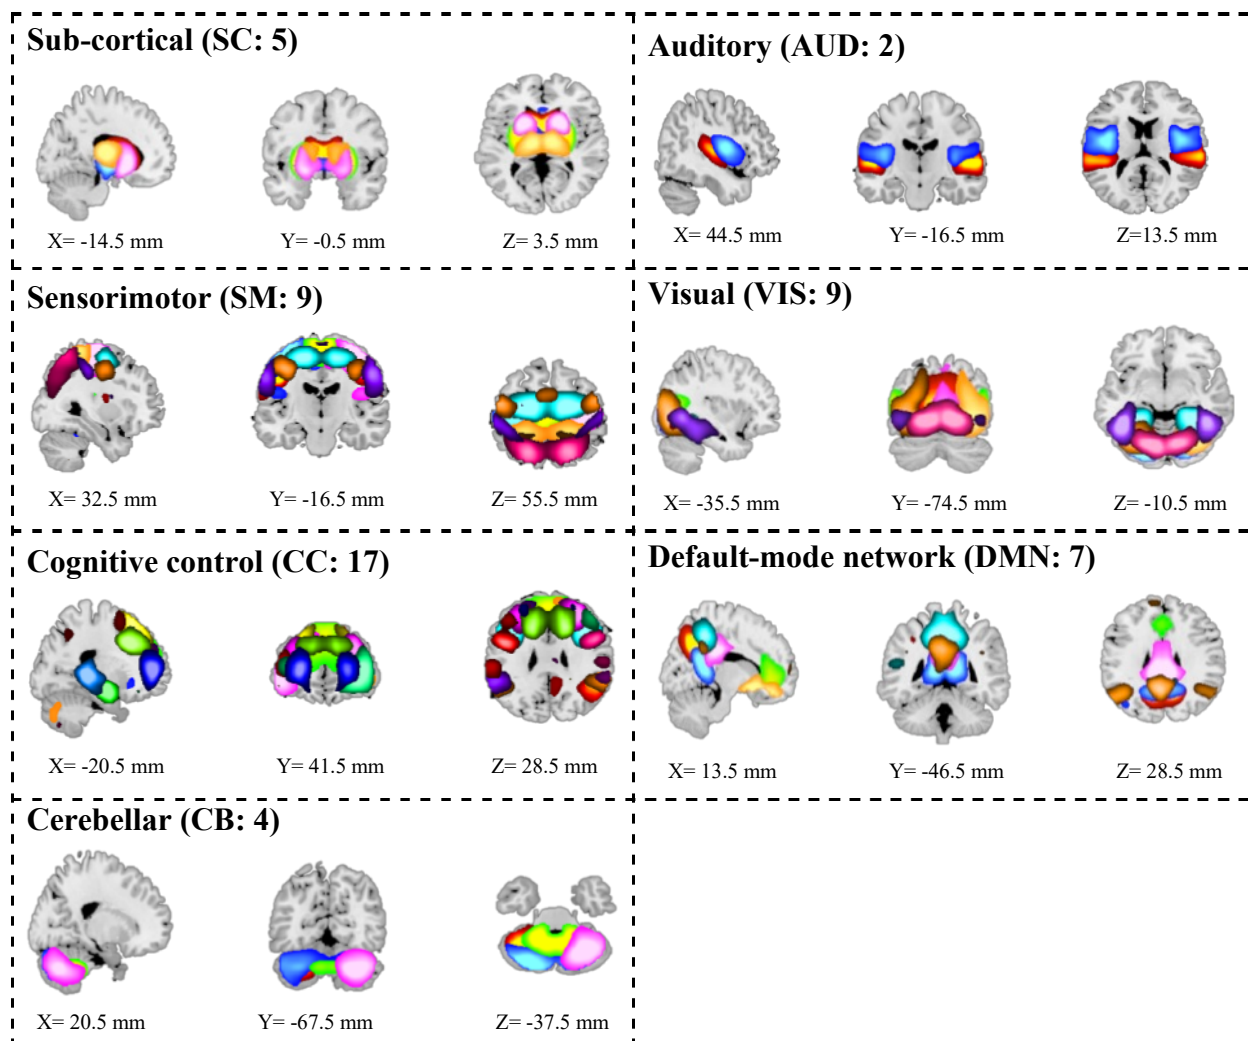 Sub-cortical (SC: 5)
X= -14.5 mm
Y= -0.5 mm
Z= 3.5 mm
Auditory (AUD: 2)
X= 44.5 mm
Y= -16.5 mm
Z=13.5 mm
Sensorimotor (SM: 9)
X= 32.5 mm
Y= -16.5 mm
Z= 55.5 mm
Visual (VIS: 9)
X= -35.5 mm
Y= -74.5 mm
Z= -10.5 mm
Cognitive control (CC: 17)
X= -20.5 mm
Y= 41.5 mm
Z= 28.5 mm
Default-mode network (DMN: 7)
X= 13.5 mm
Y= -46.5 mm
Z= 28.5 mm
Cerebellar (CB: 4)
X= 20.5 mm
Y= -67.5 mm
Z= -37.5 mm